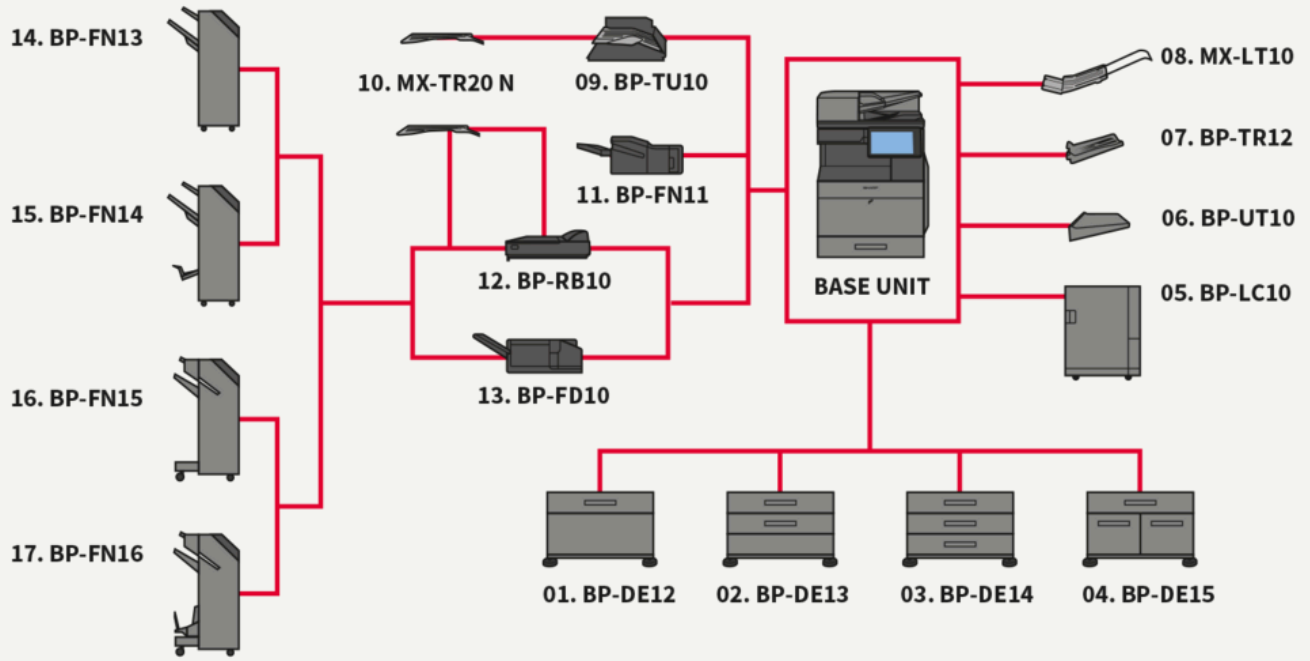 14. BP-FN13
10. MX-TR20 N
09. BP-TU10
08. MX-LT10
07. BP-TR12
15. BP-FN14
11. BP-FN11
06. BP-UT10
12. BP-RB10
BASE UNIT
05. BP-LC10
16. BP-FN15
13. BP-FD10
17. BP-FN16
01. BP-DE12
02. BP-DE13
03. BP-DE14
04. BP-DE15